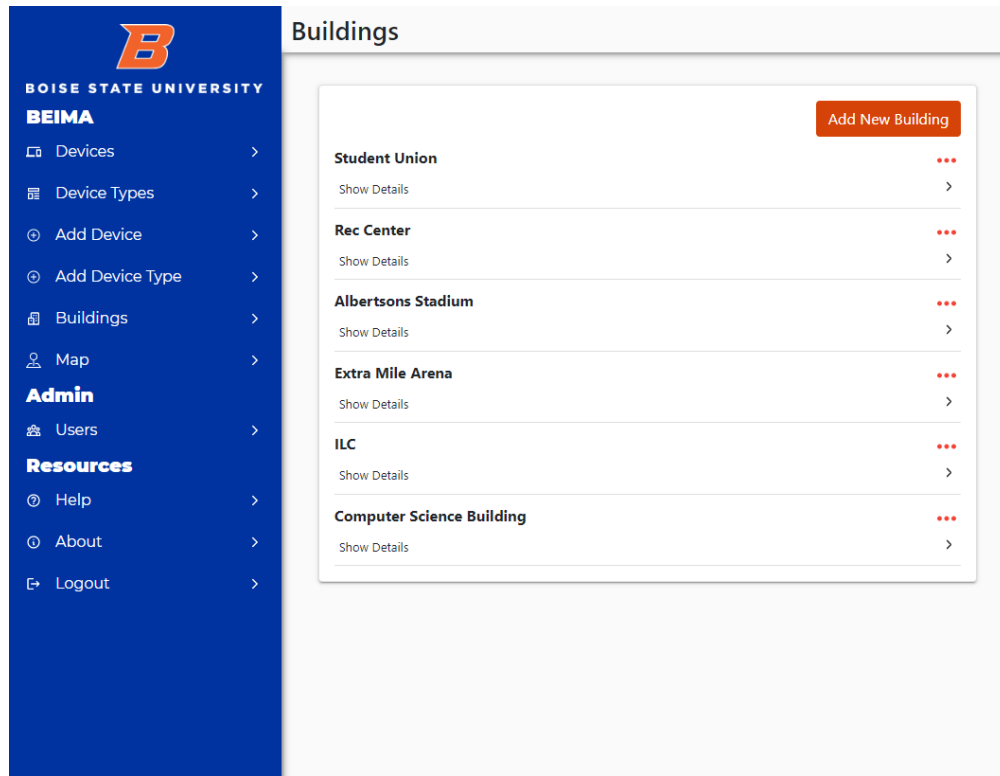 B
BOISE STATE UNIVERSITY
BEIMA
Devices
Device Types
Add Device
Add Device Type
Buildings
Map
Admin
Users
Resources
Help
About
Logout
Buildings
Add New Building
Student Union
Show Details
Rec Center
Show Details
Albertsons Stadium
Show Details
Extra Mile Arena
Show Details
ILC
Show Details
Computer Science Building
Show Details